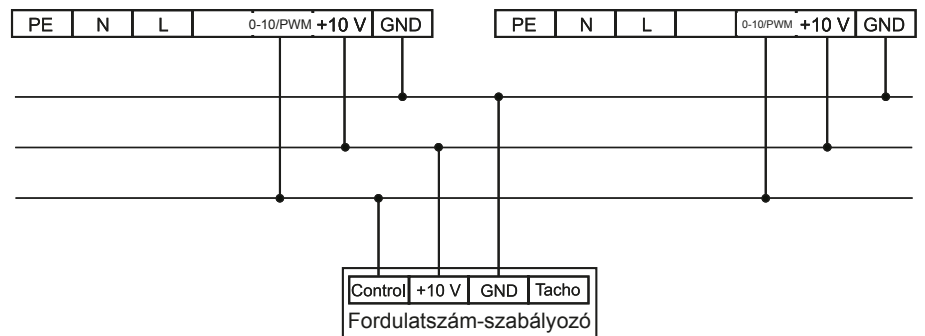 PE N L 0-10/PWM +10 V GND PE N L 0-10/PWM +10 V GND
Control +10 V GND Tacho
Fordulatszám-szabályozó